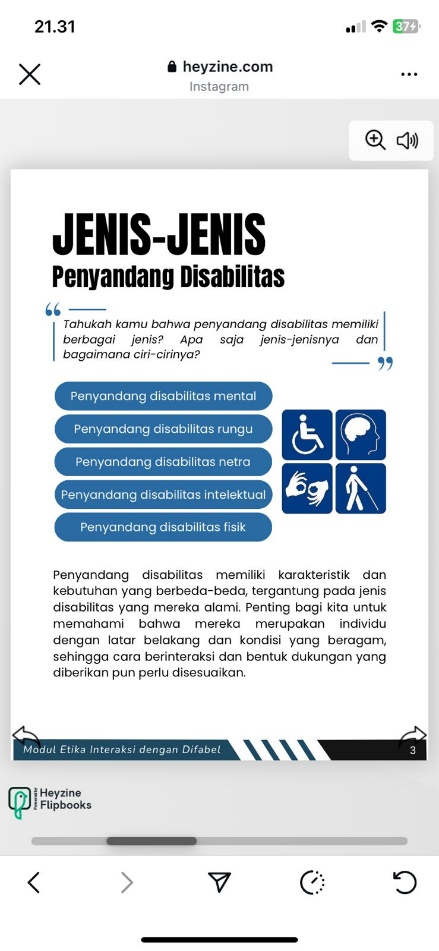 21.31
37
heyzine.com
Instagram
JENIS-JENIS
Penyandang Disabilitas
“
Tahukah kamu bahwa penyandang disabilitas memiliki
berbagai jenis? Apa saja jenis-jenisnya dan
bagaimana ciri-cirinya?
”
Penyandang disabilitas mental
Penyandang disabilitas rungu
Penyandang disabilitas netra
Penyandang disabilitas intelektual
Penyandang disabilitas fisik
Penyandang disabilitas memiliki karakteristik dan
kebutuhan yang berbeda-beda, tergantung pada jenis
disabilitas yang mereka alami. Penting bagi kita untuk
memahami bahwa mereka merupakan individu
dengan latar belakang dan kondisi yang beragam,
sehingga cara berinteraksi dan bentuk dukungan yang
diberikan pun perlu disesuaikan.
Modul Etika Interaksi dengan Difabel
3
Heyzine
Flipbooks